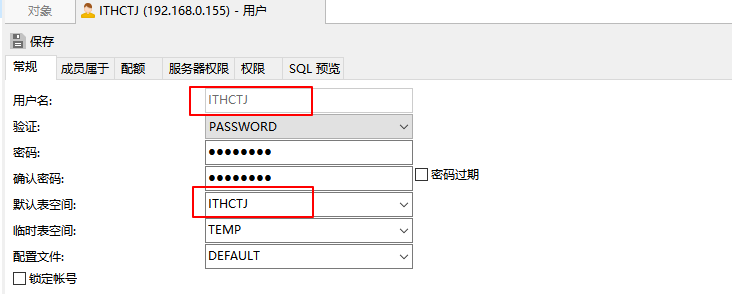 对象
ITHCTJ (192.168.0.155) - 用户
保存
常规 成员属于 配额 服务器权限 权限 SQL 预览
用户名: ITHCTJ
验证: PASSWORD
密码: ●●●●●●●●
确认密码: ●●●●●●●● 密码过期
默认表空间: ITHCTJ
临时表空间: TEMP
配置文件: DEFAULT
锁定帐号